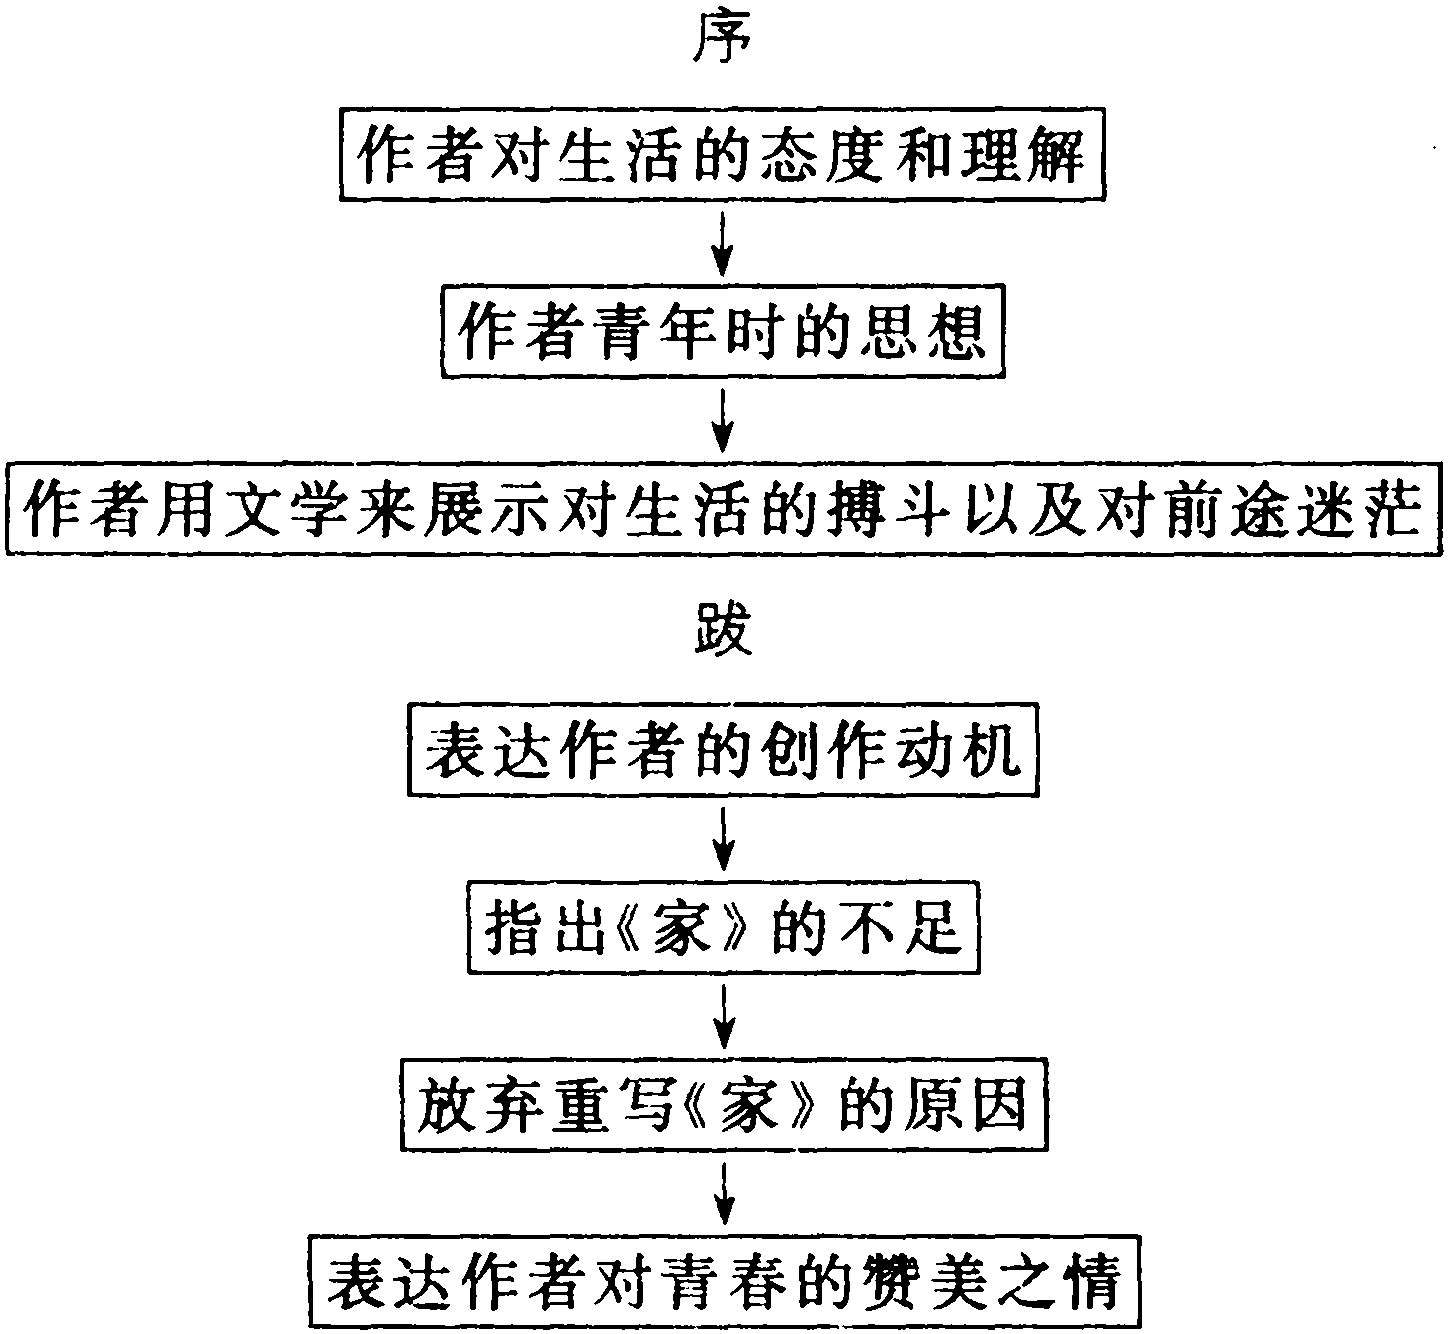 序
作者对生活的态度和理解
作者青年时的思想
作者用文学来展示对生活的搏斗以及对前途迷茫
跋
表达作者的创作动机
指出《家》的不足
放弃重写《家》的原因
表达作者对青春的赞美之情